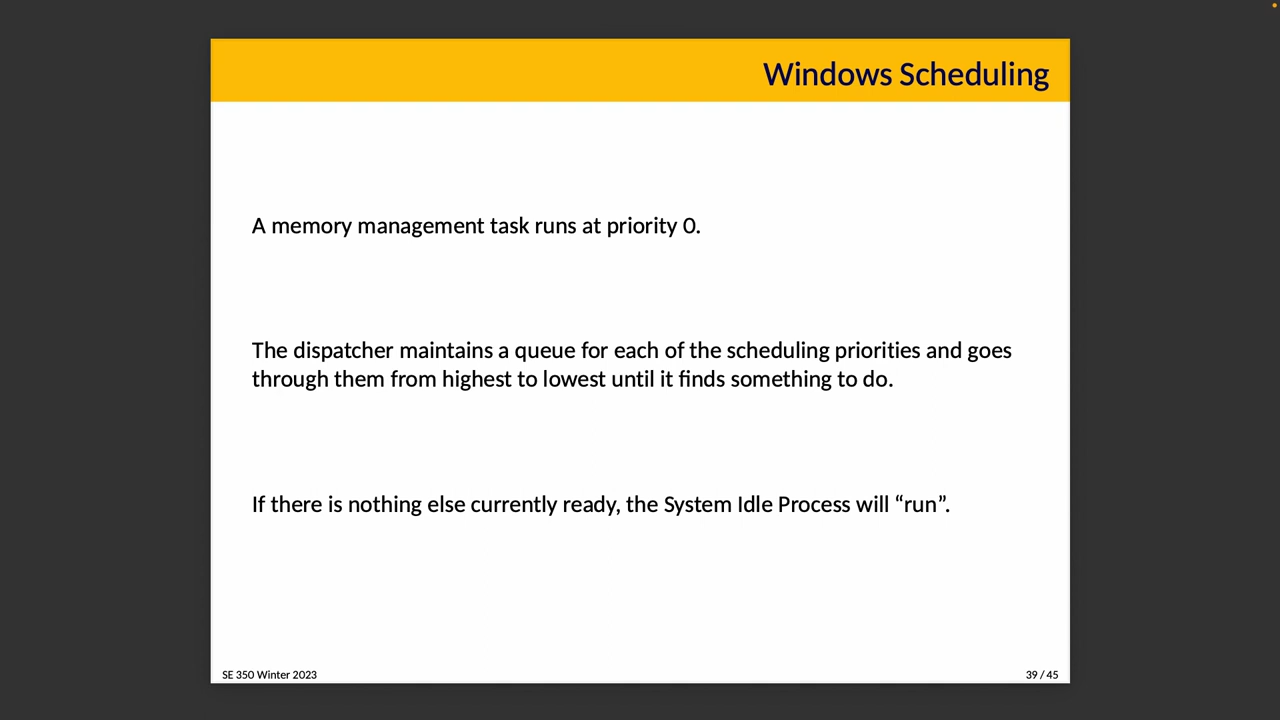 Windows Scheduling
A memory management task runs at priority 0.
The dispatcher maintains a queue for each of the scheduling priorities and goes
through them from highest to lowest until it finds something to do.
If there is nothing else currently ready, the System Idle Process will “run”.
SE 350 Winter 2023
39 / 45